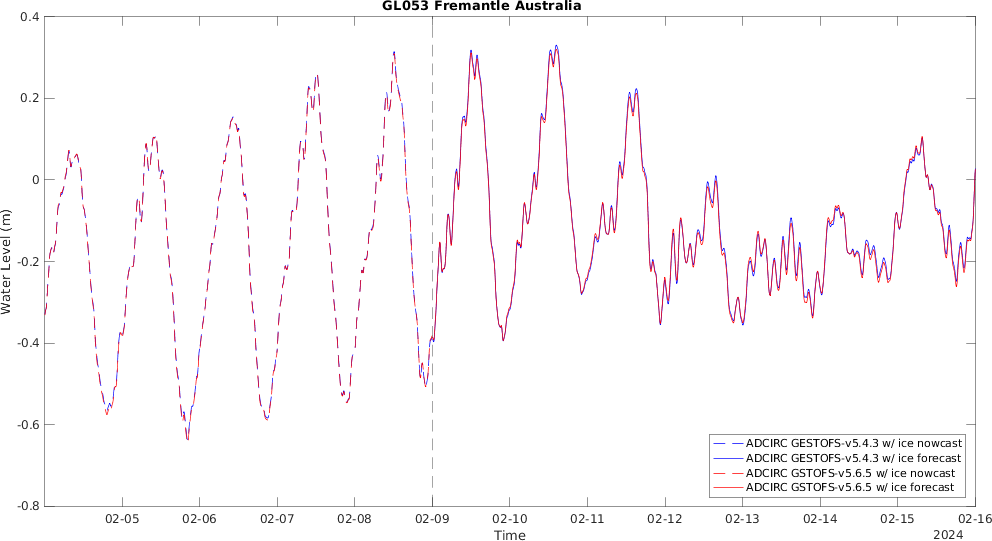 GL053 Fremantle Australia
0.4
0.2
0
-0.2
-0.4
-0.6
-0.8
Water Level (m)
ADCIRC GESTOFS-v5.4.3 w/ ice nowcast
ADCIRC GESTOFS-v5.4.3 w/ ice forecast
ADCIRC GSTOFS-v5.6.5 w/ ice nowcast
ADCIRC GSTOFS-v5.6.5 w/ ice forecast
02-05 02-06 02-07 02-08 02-09 02-10 02-11 02-12 02-13 02-14 02-15 02-16
Time
2024